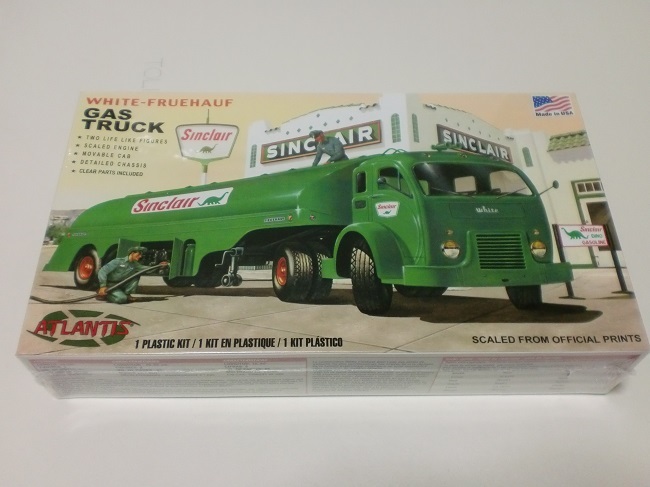 WHITE-FRUEHAUF
GAS
TRUCK
• TWO LIFE LIKE FIGURES
• SCALED ENGINE
• MOVABLE CAB
• DETAILED CHASSIS
• CLEAR PARTS INCLUDED
Sinclair
SINCLAIR
SINCLAIR
Made in USA
Sinclair
Sinclair
WHITE
Sinclair
GASOLINE
ATLANTIS
1 PLASTIC KIT / 1 KIT EN PLASTIQUE / 1 KIT PLÁSTICO
SCALED FROM OFFICIAL PRINTS